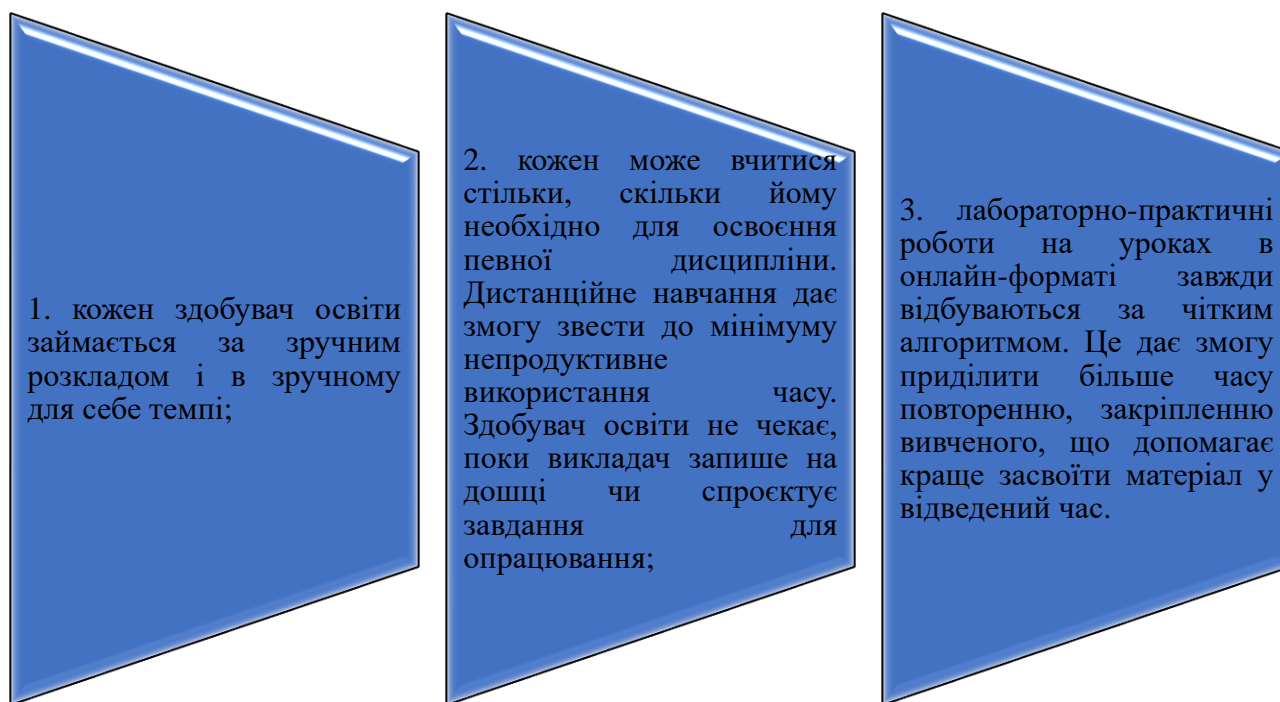 1. кожен здобувач освіти
займається за зручним
розкладом і в зручному
для себе темпі;
2. кожен може вчитися
стільки, скільки йому
необхідно для освоєння
певної дисципліни.
Дистанційне навчання дає
змогу звести до мінімуму
непродуктивне
використання часу.
Здобувач освіти не чекає,
поки викладач запише на
дошці чи спроєктує
завдання для
опрацювання;
3. лабораторно-практичні
роботи на уроках в
онлайн-форматі завжди
відбуваються за чітким
алгоритмом. Це дає змогу
приділити більше часу
повторенню, закріпленню
вивченого, що допомагає
краще засвоїти матеріал у
відведений час.